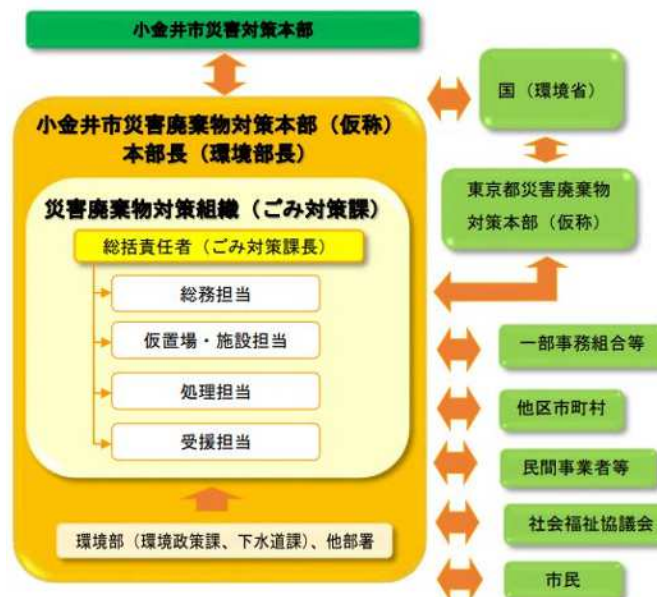 小金井市災害対策本部
小金井市災害廃棄物対策本部（仮称）
本部長（環境部長）
災害廃棄物対策組織（ごみ対策課）
総括責任者（ごみ対策課長）
総務担当
仮置場・施設担当
処理担当
受援担当
環境部（環境政策課、下水道課）、他部署
国（環境省）
東京都災害廃棄物
対策本部（仮称）
一部事務組合等
他区市町村
民間事業者等
社会福祉協議会
市民